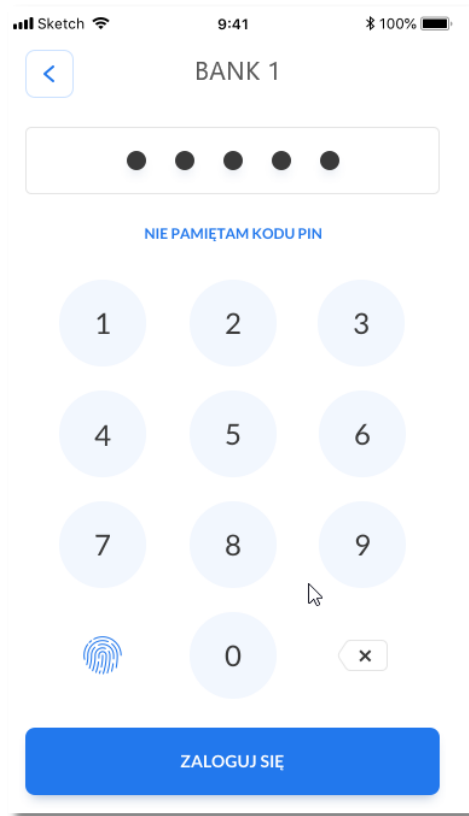 Sketch 9:41 100%
BANK 1
NIE PAMIĘTAM KODU PIN
1 2 3
4 5 6
7 8 9
0
ZALOGUJ SIĘ